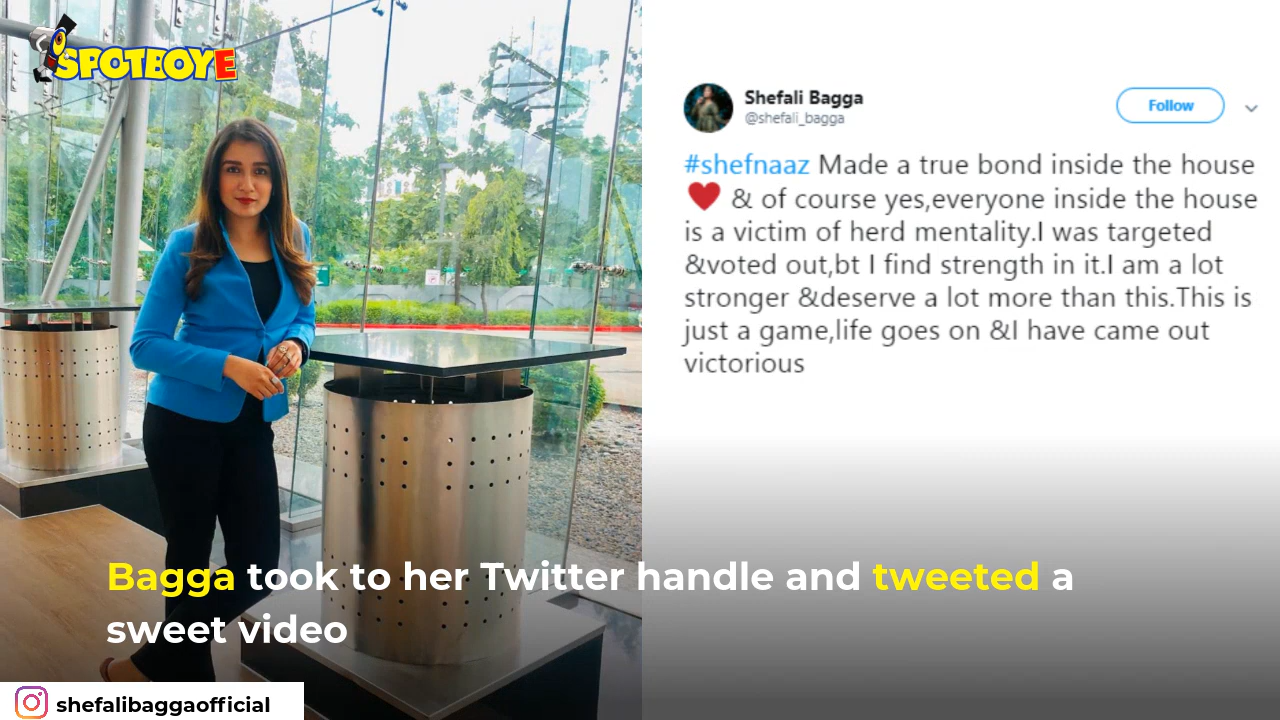 SPOTBOYE
Shefali Bagga
@shefali_bagga
Follow
#shefnaaz Made a true bond inside the house
❤ & of course yes,everyone inside the house
is a victim of herd mentality.I was targeted
&voted out,bt I find strength in it.I am a lot
stronger &deserve a lot more than this.This is
just a game,life goes on &I have came out
victorious
Bagga took to her Twitter handle and tweeted a
sweet video
shefalibaggaofficial